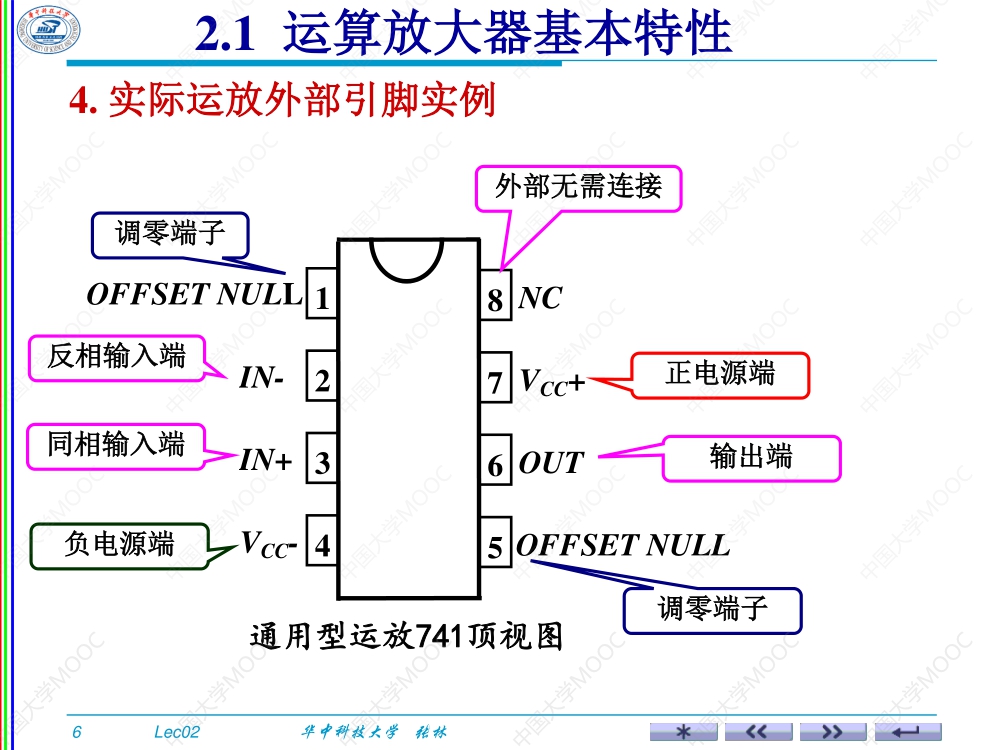 2.1 运算放大器基本特性
4. 实际运放外部引脚实例
外部无需连接
调零端子
OFFSET NULL 1
8 NC
反相输入端
IN- 2
7 VCC+
正电源端
同相输入端
IN+ 3
6 OUT
输出端
负电源端
VCC- 4
5 OFFSET NULL
调零端子
通用型运放741顶视图
6 Lec02 华中科技大学 张林
中国大学MOOC